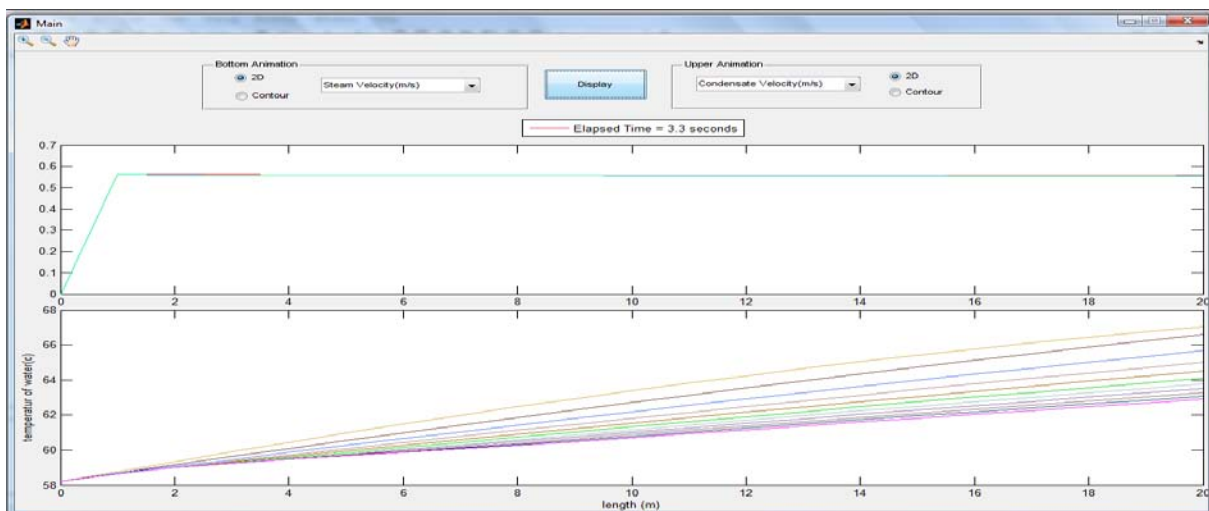 Main
Bottom Animation
2D
Contour
Steam Velocity(m/s)
Display
Upper Animation
Condensate Velocity(m/s)
2D
Contour
Elapsed Time = 3.3 seconds
0.7
0.6
0.5
0.4
0.3
0.2
0.1
0
0 2 4 6 8 10 12 14 16 18 20
68
66
64
62
60
58
temperatur of water(c)
0 2 4 6 8 10 12 14 16 18 20
length (m)